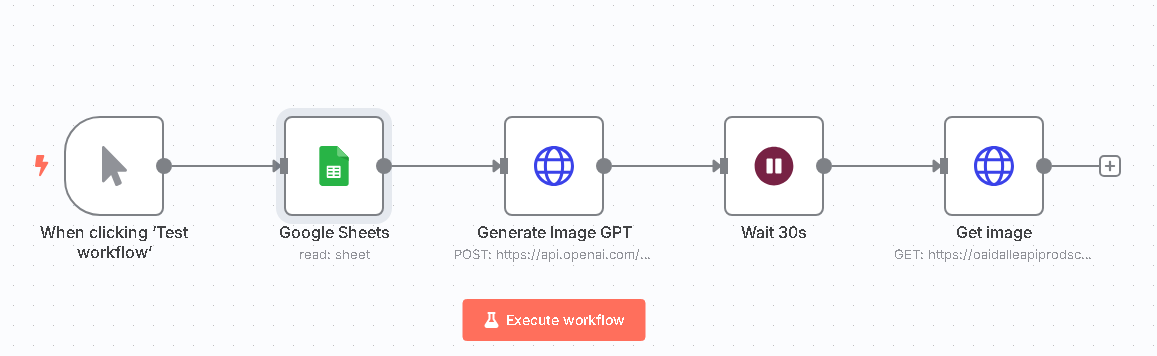 When clicking ‘Test
workflow’
Google Sheets
read: sheet
Generate Image GPT
POST: https://api.openai.com/...
Wait 30s
Get image
GET: https://oaidalleapiprodsc...
Execute workflow